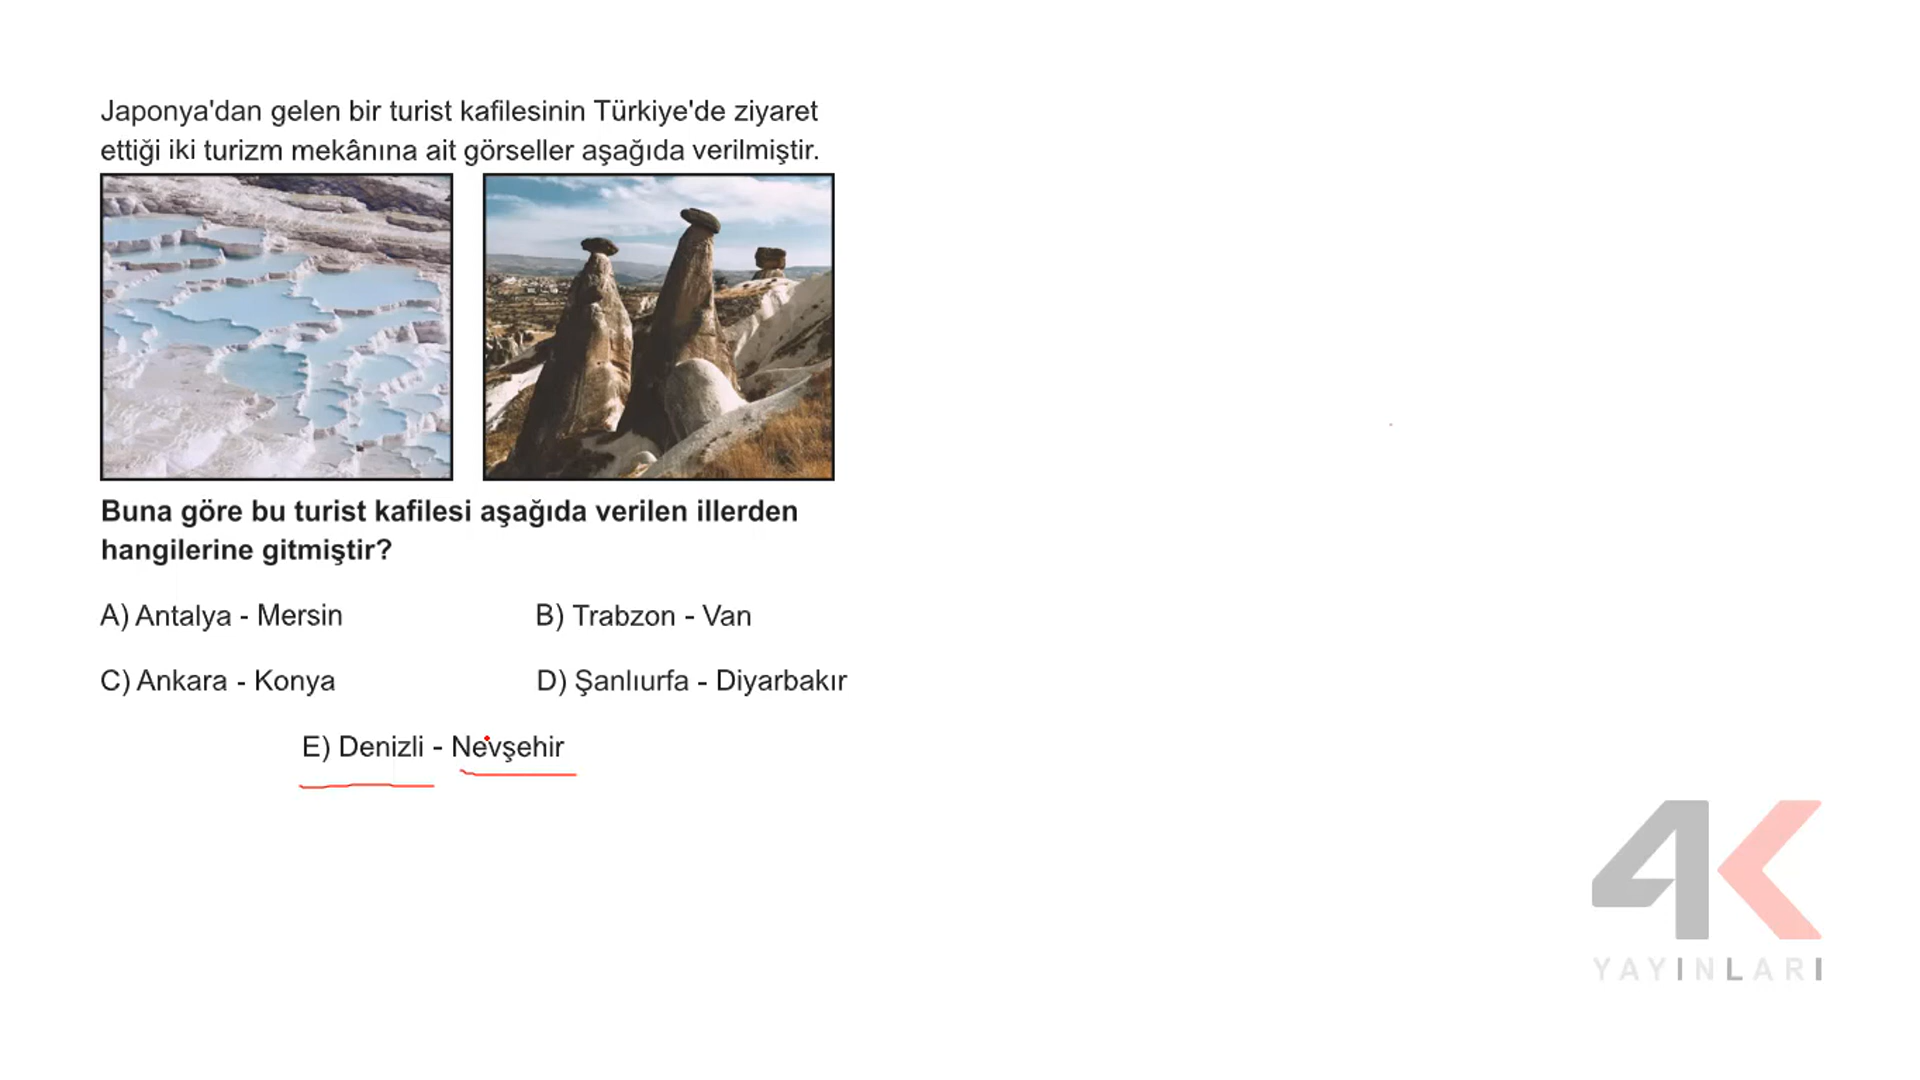 Japonya'dan gelen bir turist kafilesinin Türkiye'de ziyaret
ettiği iki turizm mekânına ait görseller aşağıda verilmiştir.
Buna göre bu turist kafilesi aşağıda verilen illerden
hangilerine gitmiştir?
A) Antalya - Mersin
B) Trabzon - Van
C) Ankara - Konya
D) Şanlıurfa - Diyarbakır
E) Denizli - Nevşehir
4K
YAYINLARI